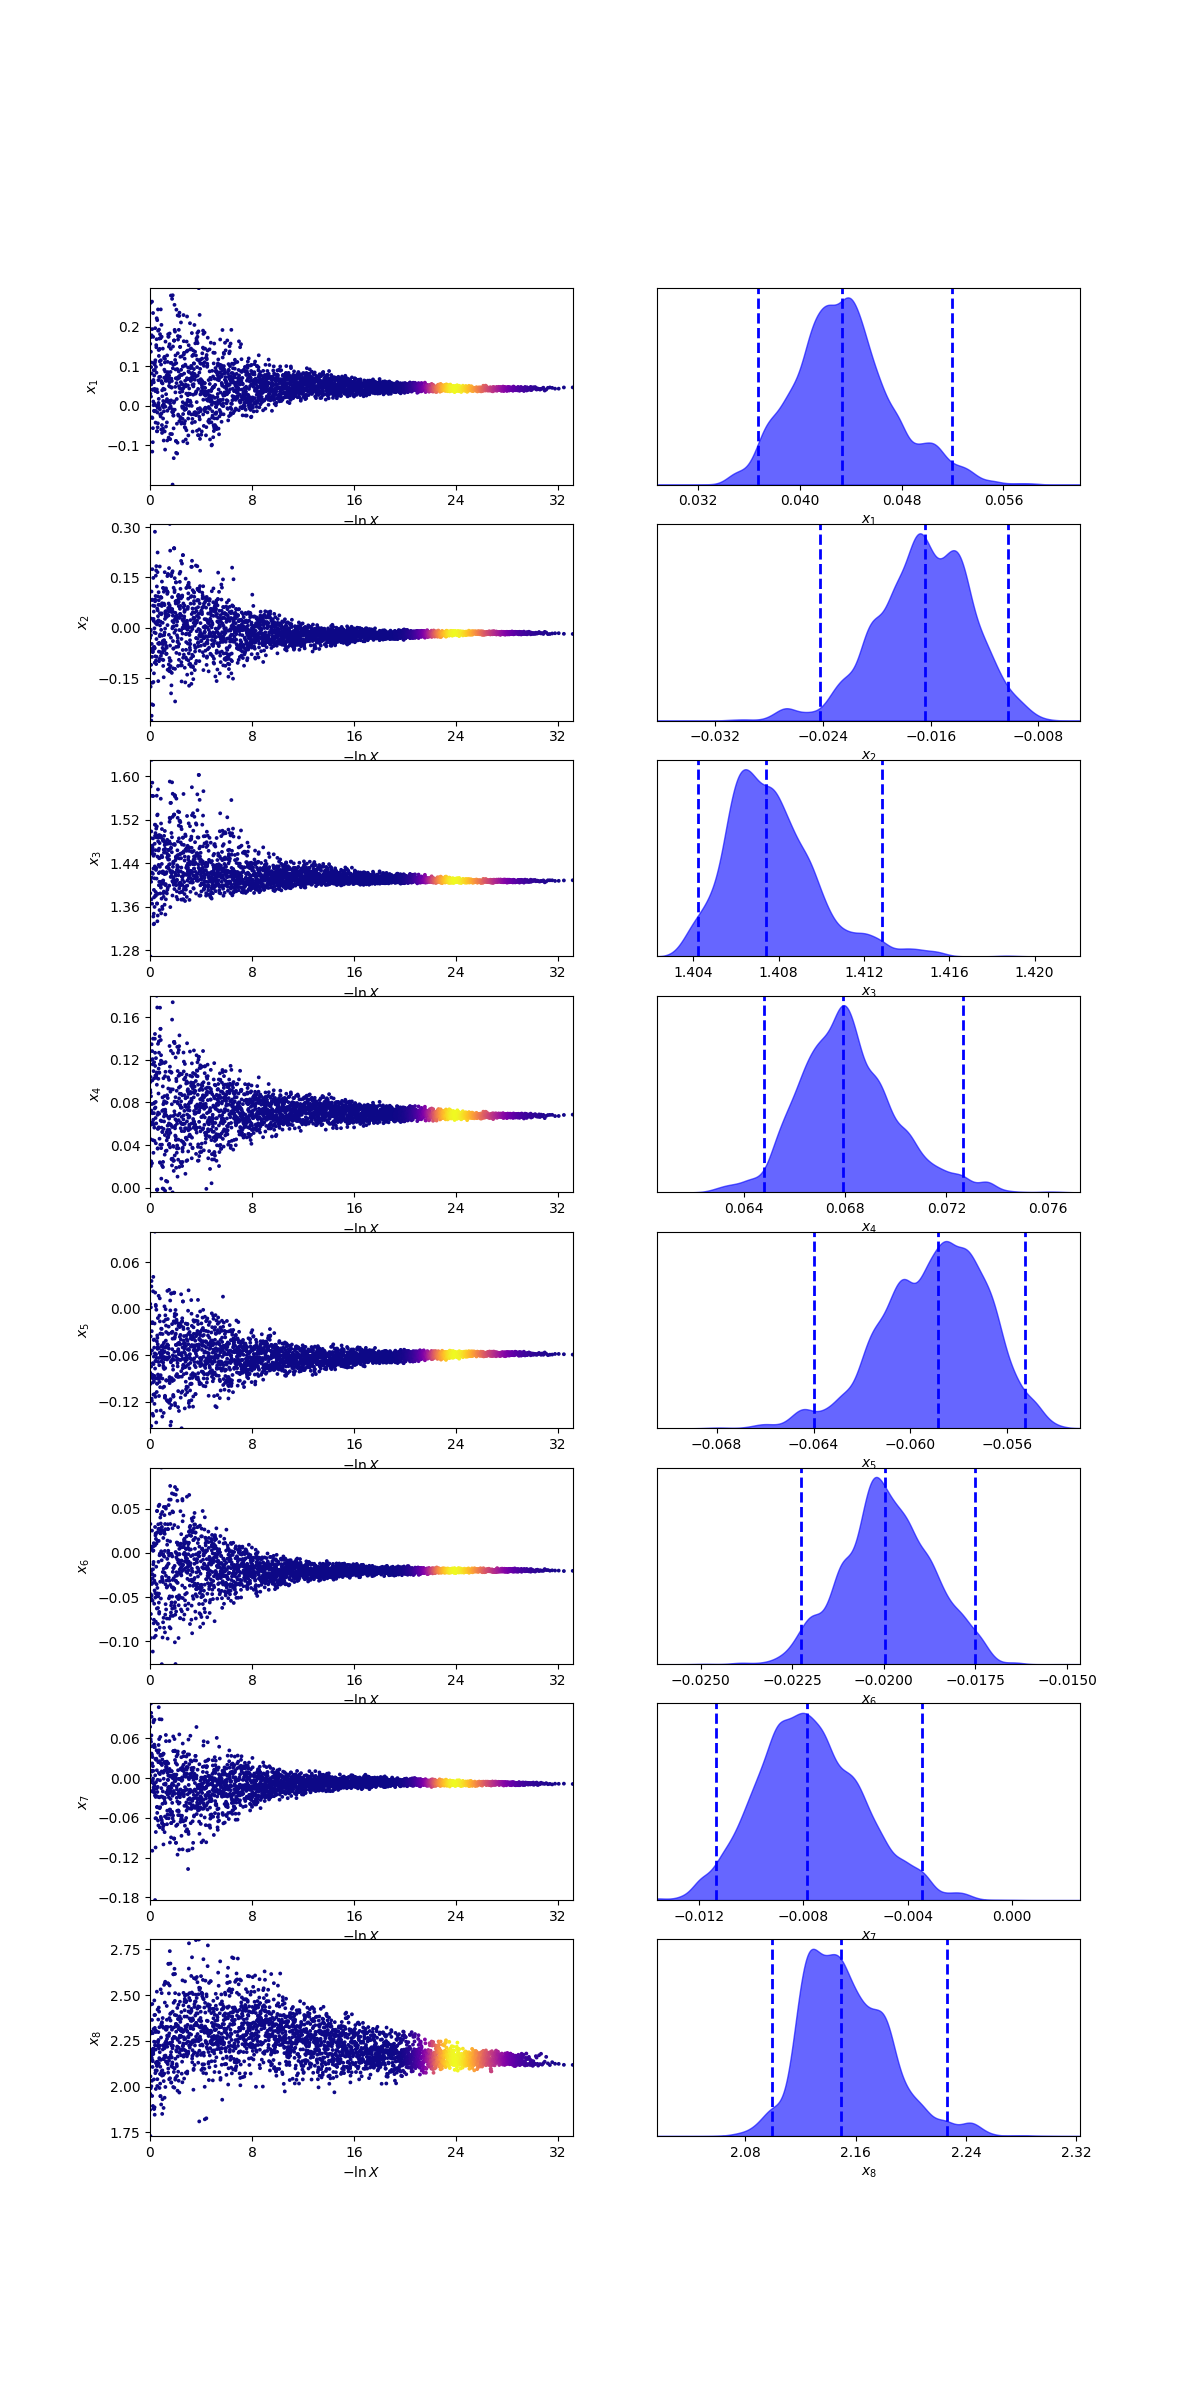 0.2
0.1
0.0
−0.1
x₁
0 8 16 24 32
−ln X
0.032 0.040 0.048 0.056
x₁
0.30
0.15
0.00
−0.15
x₂
0 8 16 24 32
−ln X
−0.032 −0.024 −0.016 −0.008
x₂
1.60
1.52
1.44
1.36
1.28
x₃
0 8 16 24 32
−ln X
1.404 1.408 1.412 1.416 1.420
x₃
0.16
0.12
0.08
0.04
0.00
x₄
0 8 16 24 32
−ln X
0.064 0.068 0.072 0.076
x₄
0.06
0.00
−0.06
−0.12
x₅
0 8 16 24 32
−ln X
−0.068 −0.064 −0.060 −0.056
x₅
0.05
0.00
−0.05
−0.10
x₆
0 8 16 24 32
−ln X
−0.0250 −0.0225 −0.0200 −0.0175 −0.0150
x₆
0.06
0.00
−0.06
−0.12
−0.18
x₇
0 8 16 24 32
−ln X
−0.012 −0.008 −0.004 0.000
x₇
2.75
2.50
2.25
2.00
1.75
x₈
0 8 16 24 32
−ln X
2.08 2.16 2.24 2.32
x₈